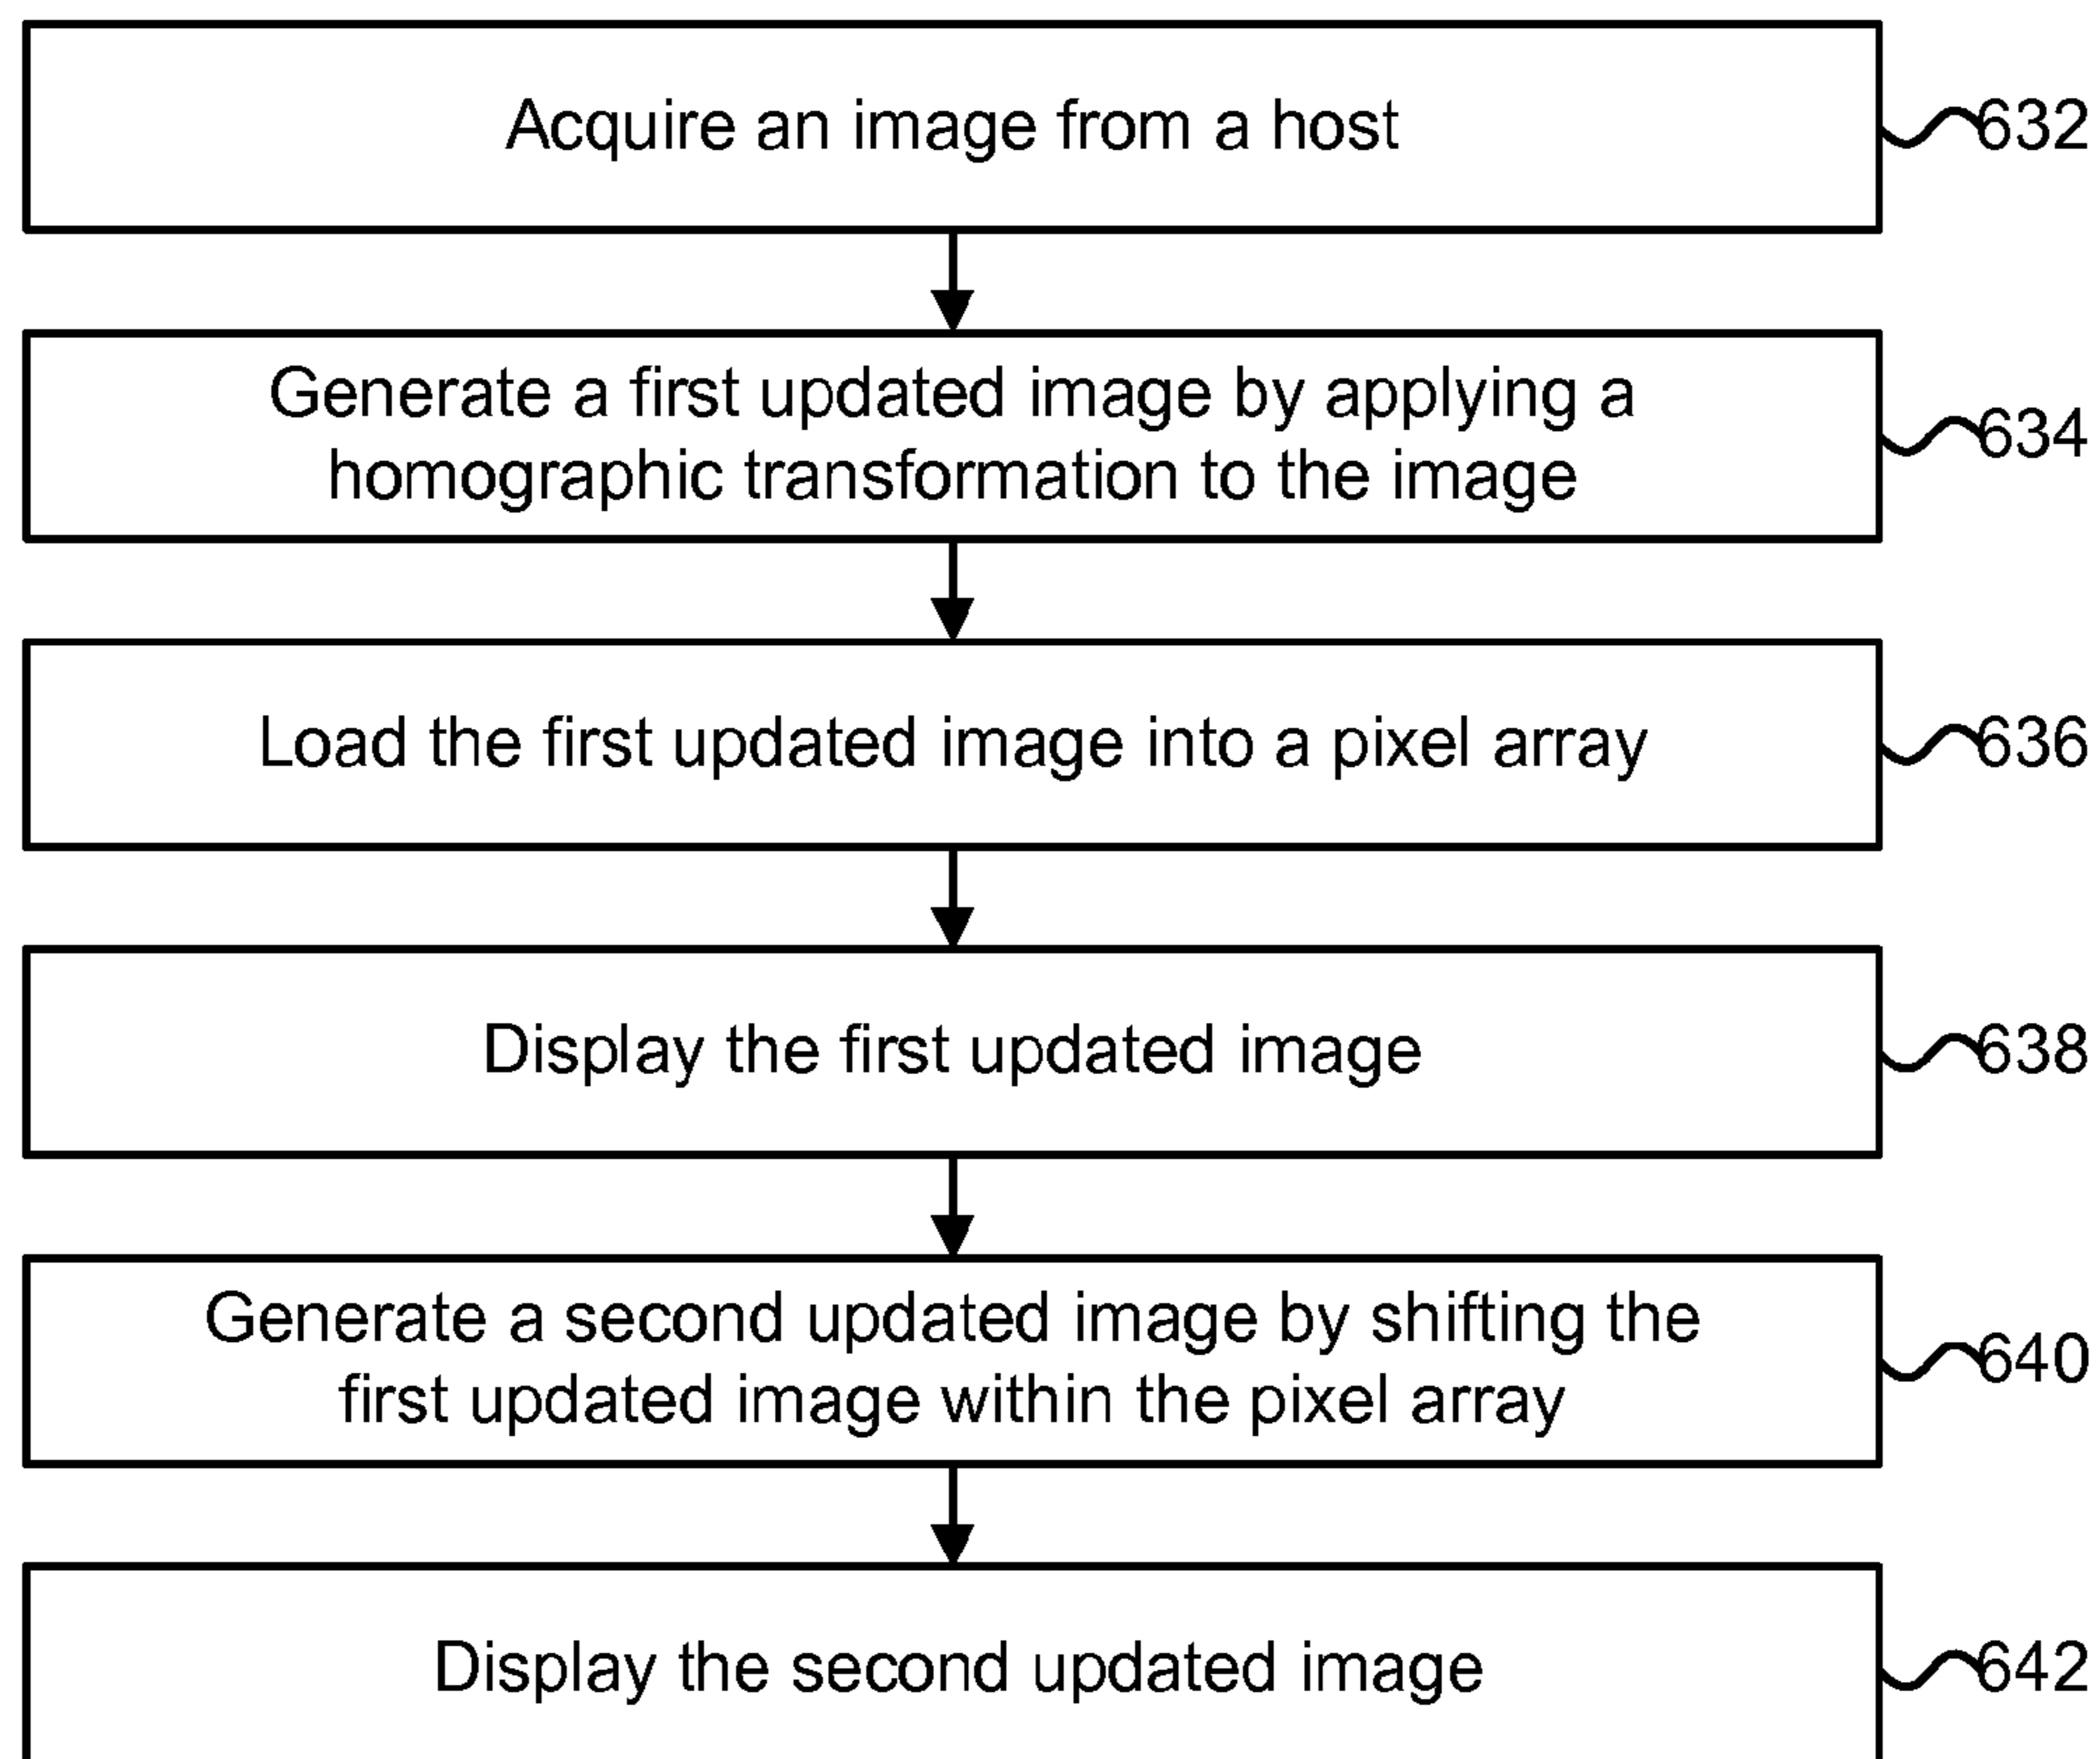 Acquire an image from a host
632
Generate a first updated image by applying a
homographic transformation to the image
634
Load the first updated image into a pixel array
636
Display the first updated image
638
Generate a second updated image by shifting the
first updated image within the pixel array
640
Display the second updated image
642